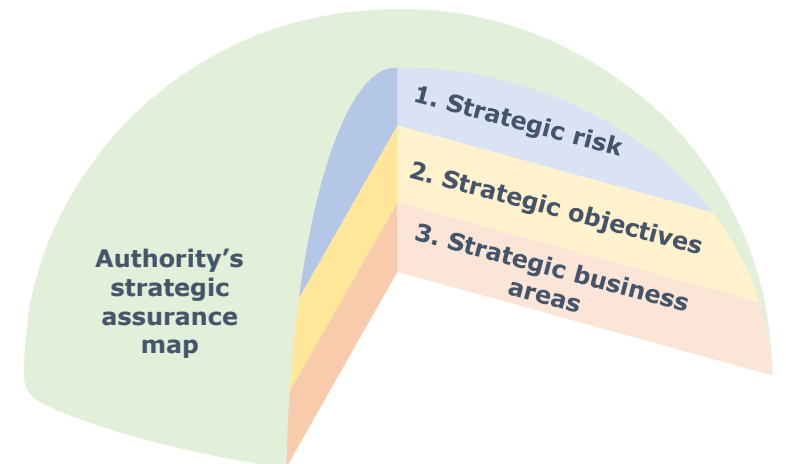 1. Strategic risk
2. Strategic objectives
3. Strategic business
areas
Authority’s
strategic
assurance
map